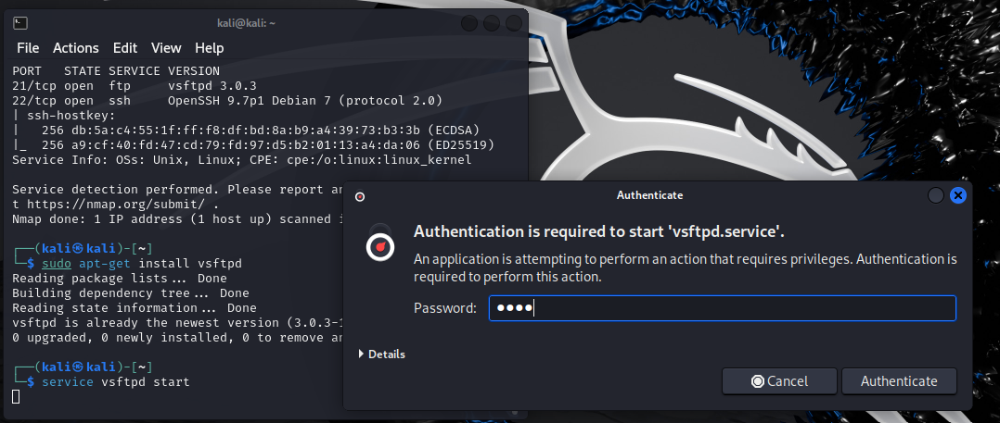 kali@kali: ~
File Actions Edit View Help
PORT STATE SERVICE VERSION
21/tcp open ftp vsftpd 3.0.3
22/tcp open ssh OpenSSH 9.7p1 Debian 7 (protocol 2.0)
| ssh-hostkey:
| 256 db:5a:c4:55:1f:ff:f8:df:bd:8a:b9:a4:39:73:b3:3b (ECDSA)
|_ 256 a9:cf:40:fd:47:cd:79:fd:97:d5:b2:01:13:a4:da:06 (ED25519)
Service Info: OSs: Unix, Linux; CPE: cpe:/o:linux:linux_kernel
Service detection performed. Please report an
t https://nmap.org/submit/ .
Nmap done: 1 IP address (1 host up) scanned i
┌──(kali㉿kali)-[~]
└─$ sudo apt-get install vsftpd
Reading package lists... Done
Building dependency tree... Done
Reading state information... Done
vsftpd is already the newest version (3.0.3-1
0 upgraded, 0 newly installed, 0 to remove an
┌──(kali㉿kali)-[~]
└─$ service vsftpd start
Authenticate
Authentication is required to start 'vsftpd.service'.
An application is attempting to perform an action that requires privileges. Authentication is
required to perform this action.
Password: ●●●●
Details
Cancel Authenticate